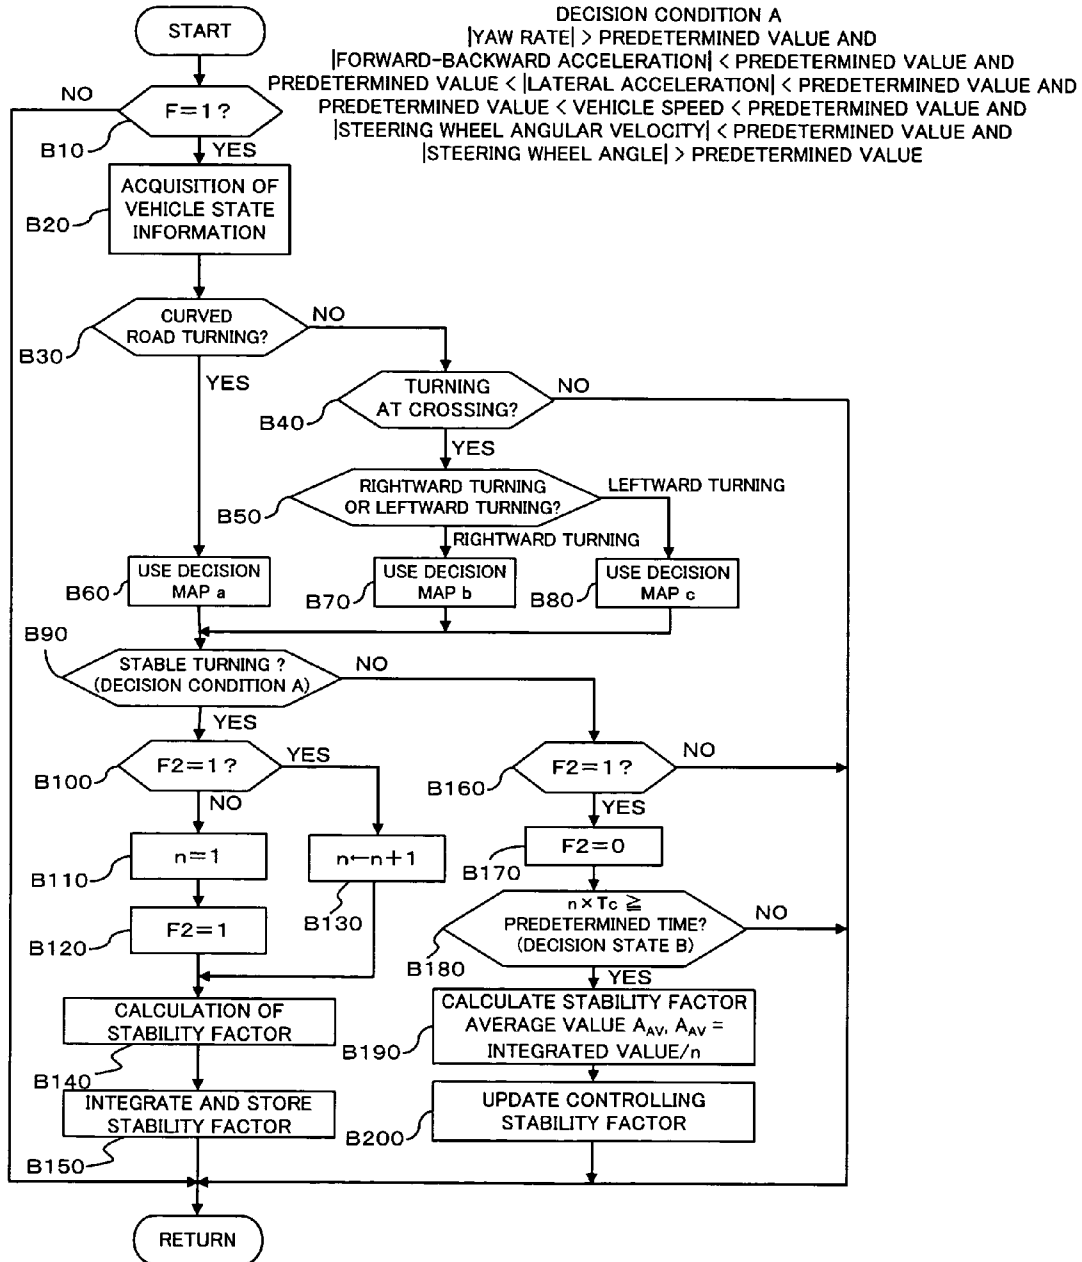 START
DECISION CONDITION A
|YAW RATE| > PREDETERMINED VALUE AND
|FORWARD-BACKWARD ACCELERATION| < PREDETERMINED VALUE AND
PREDETERMINED VALUE < |LATERAL ACCELERATION| < PREDETERMINED VALUE AND
PREDETERMINED VALUE < VEHICLE SPEED < PREDETERMINED VALUE AND
|STEERING WHEEL ANGULAR VELOCITY| < PREDETERMINED VALUE AND
|STEERING WHEEL ANGLE| > PREDETERMINED VALUE
NO
F=1?
B10
YES
ACQUISITION OF
VEHICLE STATE
INFORMATION
B20
CURVED
ROAD TURNING?
NO
B30
YES
TURNING
AT CROSSING?
NO
B40
YES
RIGHTWARD TURNING
OR LEFTWARD TURNING?
LEFTWARD TURNING
B50
RIGHTWARD TURNING
USE DECISION
MAP a
B60
USE DECISION
MAP b
B70
USE DECISION
MAP c
B80
B90
STABLE TURNING ?
(DECISION CONDITION A)
NO
YES
F2=1?
YES
B100
NO
F2=1?
NO
B160
YES
n=1
B110
n←n+1
B130
F2=0
B170
F2=1
B120
n×Tc ≧
PREDETERMINED TIME?
(DECISION STATE B)
NO
B180
YES
CALCULATION OF
STABILITY FACTOR
B140
CALCULATE STABILITY FACTOR
AVERAGE VALUE AAV, AAV =
INTEGRATED VALUE/n
B190
INTEGRATE AND STORE
STABILITY FACTOR
B150
UPDATE CONTROLLING
STABILITY FACTOR
B200
RETURN